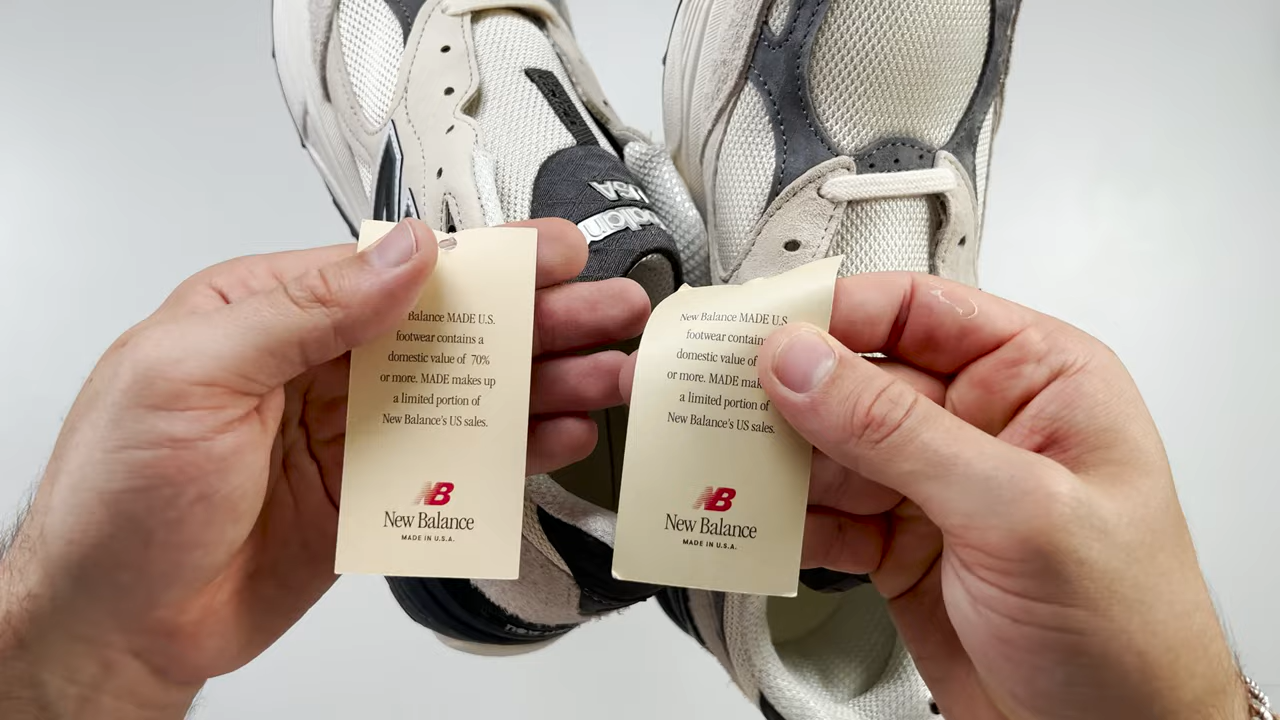 USA
Balance MADE U.S.
footwear contains a
domestic value of 70%
or more. MADE makes up
a limited portion of
New Balance's US sales.
NB
New Balance
MADE IN U.S.A.
New Balance MADE U.S.
footwear contain
domestic value of
or more. MADE mak
a limited portion of
New Balance's US sales.
NB
New Balance
MADE IN U.S.A.